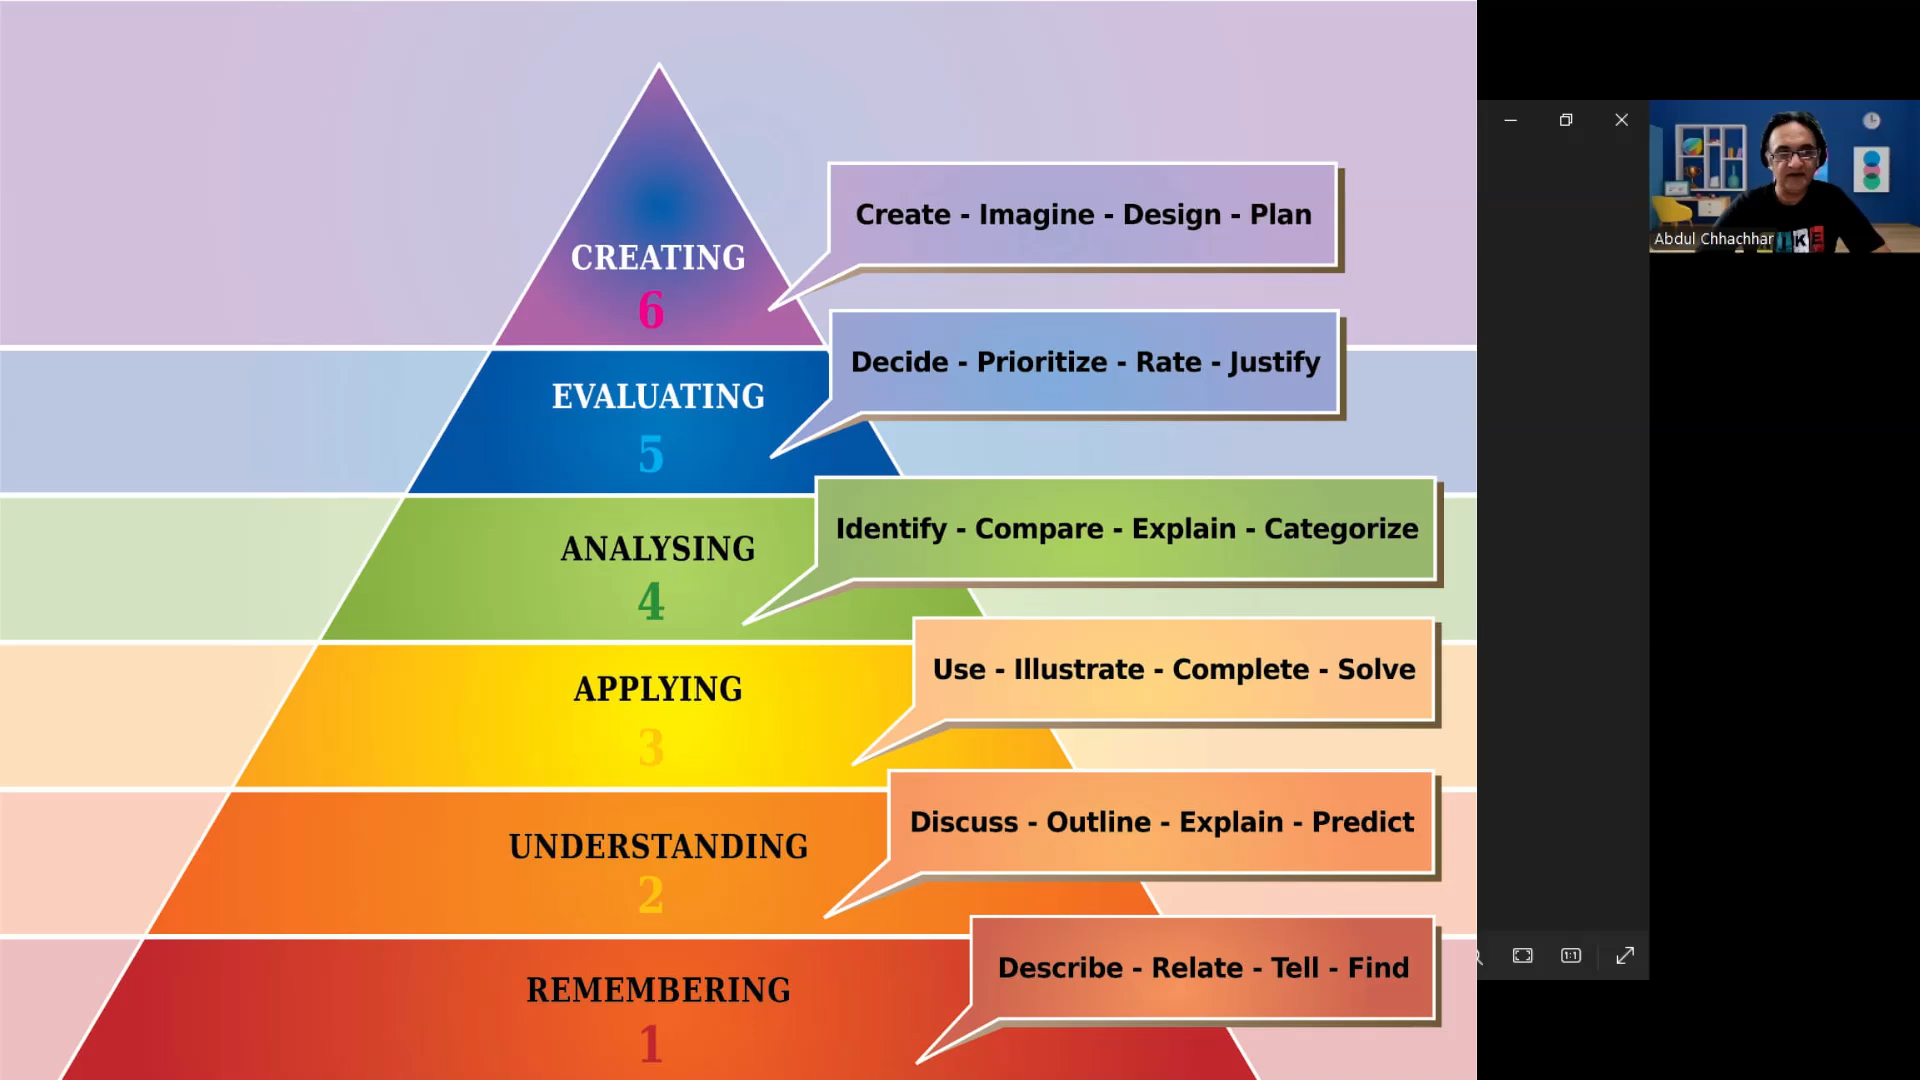 CREATING
6
Create - Imagine - Design - Plan
EVALUATING
5
Decide - Prioritize - Rate - Justify
ANALYSING
4
Identify - Compare - Explain - Categorize
APPLYING
3
Use - Illustrate - Complete - Solve
UNDERSTANDING
2
Discuss - Outline - Explain - Predict
REMEMBERING
1
Describe - Relate - Tell - Find
Abdul Chhachhar
1:1